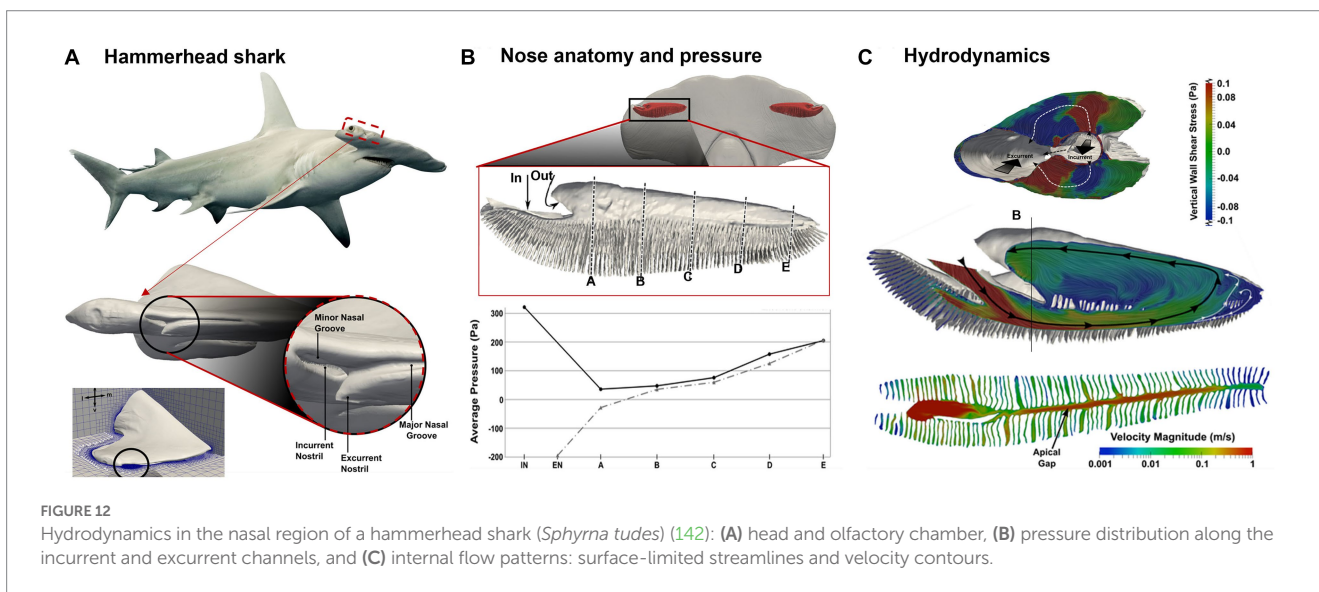 A Hammerhead shark
Minor Nasal
Groove
Incurrent
Nostril
Excurrent
Nostril
Major Nasal
Groove
l m
v
B Nose anatomy and pressure
In
Out
A B C D E
Average Pressure (Pa)
300
200
100
0
-100
-200
IN EN A B C D E
C Hydrodynamics
Excurrent
Incurrent
Vertical Wall Shear Stress (Pa)
0.1
0.08
0.04
0.0
-0.04
-0.08
-0.1
B
Apical
Gap
Velocity Magnitude (m/s)
0.001 0.01 0.1 1
FIGURE 12
Hydrodynamics in the nasal region of a hammerhead shark (Sphyrna tudes) (142): (A) head and olfactory chamber, (B) pressure distribution along the
incurrent and excurrent channels, and (C) internal flow patterns: surface-limited streamlines and velocity contours.